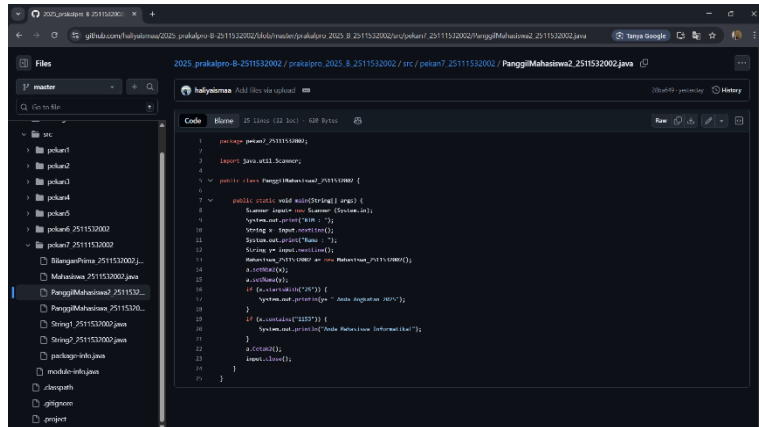 2025_prakalpro-B-2511532002
github.com/haliyaismaa/2025_prakalpro-B-2511532002/blob/master/prakalpro_2025_B_2511532002/src/pekan7_2511532002/PanggilMahasiswa2_2511532002.java
Tanya Google
Files
2025_prakalpro-B-2511532002 / prakalpro_2025_B_2511532002 / src / pekan7_2511532002 / PanggilMahasiswa2_2511532002.java
master
haliyaismaa Add files via upload
yesterday
History
Go to file
Code Blame 25 lines (22 loc) · 620 Bytes
Raw
src
pekan1
pekan2
pekan3
pekan4
pekan5
pekan6_2511532002
pekan7_2511532002
BilanganPrima_2511532002.j...
Mahasiswa_2511532002.java
PanggilMahasiswa2_2511532...
PanggilMahasiswa_25115320...
String1_2511532002.java
String2_2511532002.java
package-info.java
module-info.java
.classpath
.gitignore
.project
1 package pekan7_2511532002;
2
3 import java.util.Scanner;
4
5 public class PanggilMahasiswa2_2511532002 {
6
7 public static void main(String[] args) {
8 Scanner input= new Scanner (System.in);
9 System.out.print("NIM : ");
10 String x= input.nextLine();
11 System.out.print("Nama : ");
12 String y= input.nextLine();
13 Mahasiswa_2511532002 a= new Mahasiswa_2511532002();
14 a.setNim2(x);
15 a.setNama(y);
16 if (x.startsWith("25")) {
17 System.out.println(y+ " Anda Angkatan 2025");
18 }
19 if (x.contains("1153")) {
20 System.out.println("Anda Mahasiswa Informatika!");
21 }
22 a.Cetak2();
23 input.close();
24 }
25 }